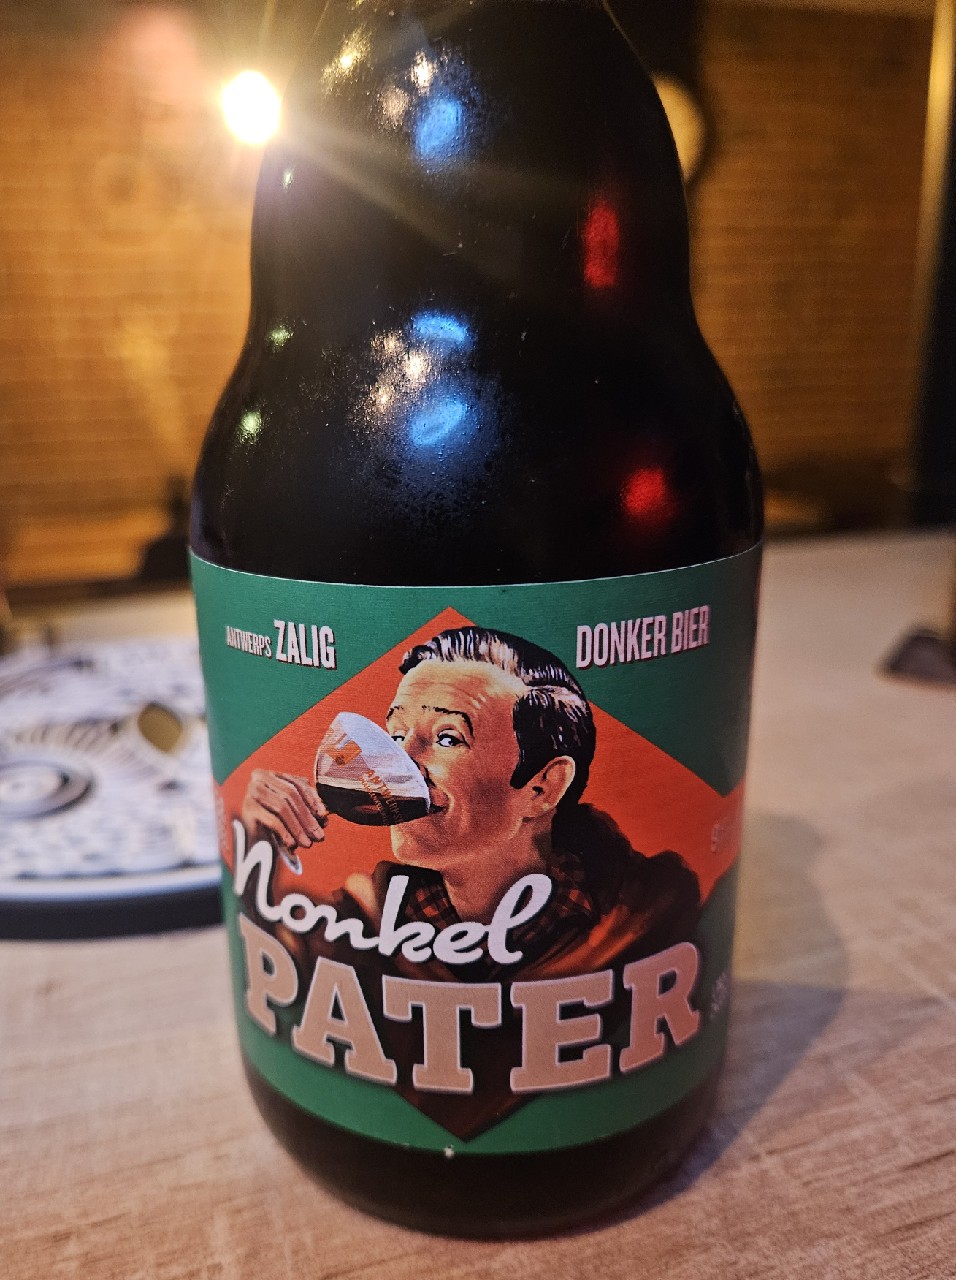 ANTWERPS ZALIG
DONKER BIER
Nonkel
PATER